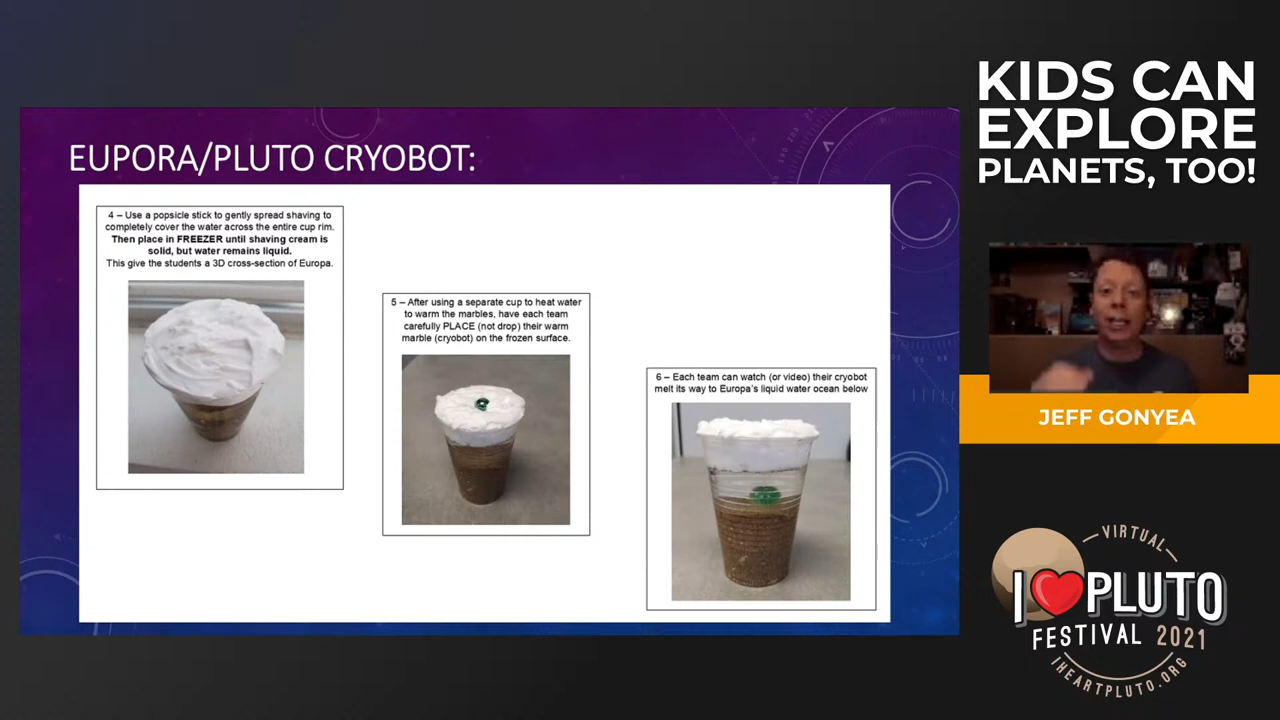 EUPORA/PLUTO CRYOBOT:
4 – Use a popsicle stick to gently spread shaving to
completely cover the water across the entire cup rim.
Then place in FREEZER until shaving cream is
solid, but water remains liquid.
This give the students a 3D cross-section of Europa.
5 – After using a separate cup to heat water
to warm the marbles, have each team
carefully PLACE (not drop) their warm
marble (cryobot) on the frozen surface.
6 – Each team can watch (or video) their cryobot
melt its way to Europa's liquid water ocean below
KIDS CAN
EXPLORE
PLANETS, TOO!
JEFF GONYEA
VIRTUAL
I PLUTO
FESTIVAL 2021
IHEARTPLUTO.ORG